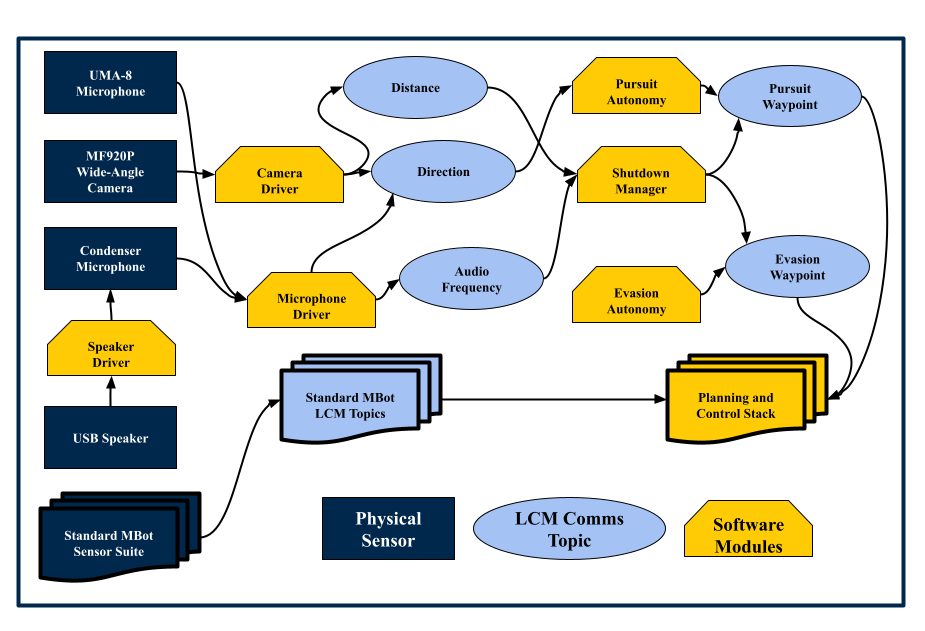 UMA-8
Microphone
MF920P
Wide-Angle
Camera
Condenser
Microphone
Speaker
Driver
USB Speaker
Standard MBot
Sensor Suite
Camera
Driver
Microphone
Driver
Distance
Direction
Audio
Frequency
Standard MBot
LCM Topics
Pursuit
Autonomy
Shutdown
Manager
Evasion
Autonomy
Pursuit
Waypoint
Evasion
Waypoint
Planning and
Control Stack
Physical
Sensor
LCM Comms
Topic
Software
Modules